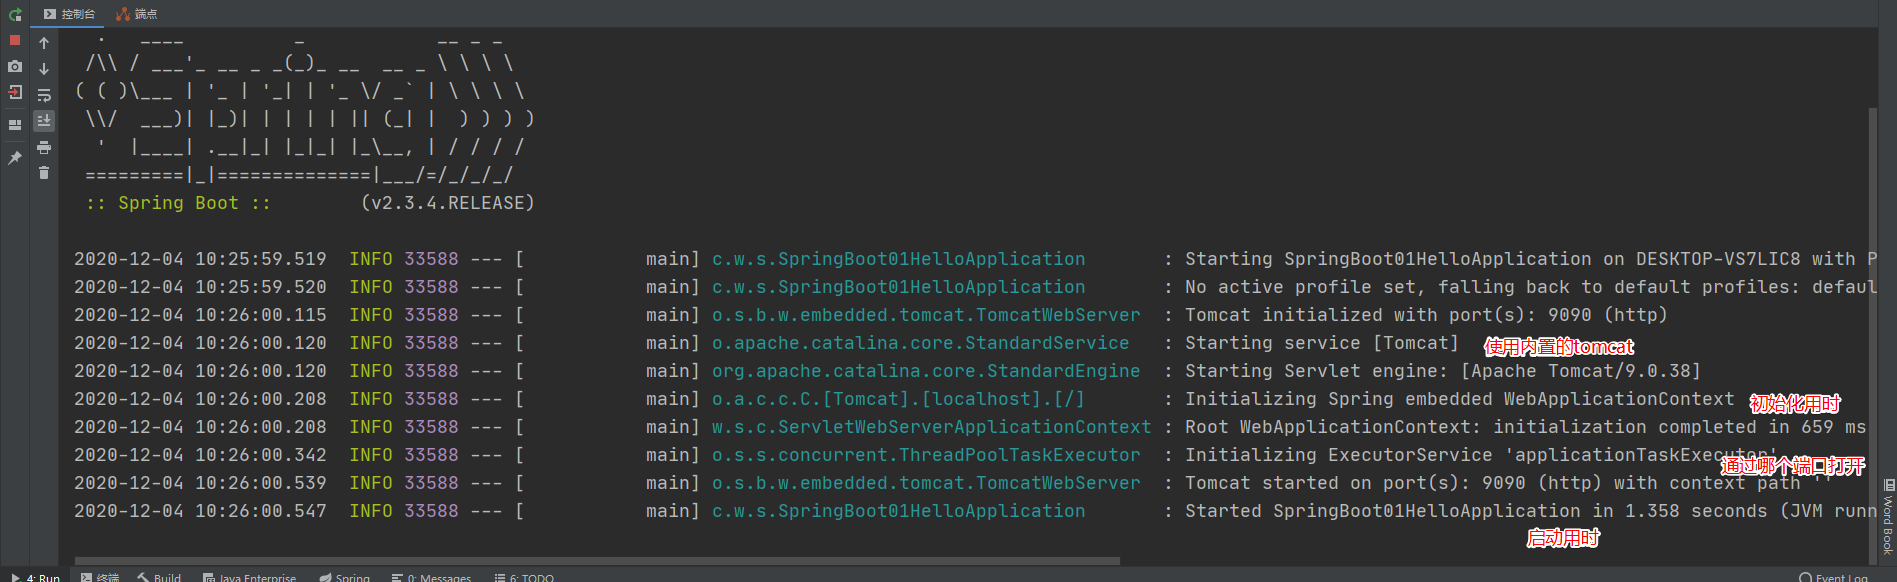 控制台 端点
  .   ____          _            __ _ _
 /\\ / ___'_ __ _ _(_)_ __  __ _ \ \ \ \
( ( )\___ | '_ | '_| | '_ \/ _` | \ \ \ \
 \\/  ___)| |_)| | | | | || (_| |  ) ) ) )
  '  |____| .__|_| |_|_| |_\__, | / / / /
 =========|_|==============|___/=/_/_/_/
 :: Spring Boot ::        (v2.3.4.RELEASE)
2020-12-04 10:25:59.519  INFO 33588 --- [           main] c.w.s.SpringBoot01HelloApplication       : Starting SpringBoot01HelloApplication on DESKTOP-VS7LIC8 with P
2020-12-04 10:25:59.520  INFO 33588 --- [           main] c.w.s.SpringBoot01HelloApplication       : No active profile set, falling back to default profiles: defaul
2020-12-04 10:26:00.115  INFO 33588 --- [           main] o.s.b.w.embedded.tomcat.TomcatWebServer  : Tomcat initialized with port(s): 9090 (http)
2020-12-04 10:26:00.120  INFO 33588 --- [           main] o.apache.catalina.core.StandardService   : Starting service [Tomcat] 使用内置的tomcat
2020-12-04 10:26:00.120  INFO 33588 --- [           main] org.apache.catalina.core.StandardEngine  : Starting Servlet engine: [Apache Tomcat/9.0.38]
2020-12-04 10:26:00.208  INFO 33588 --- [           main] o.a.c.c.C.[Tomcat].[localhost].[/]       : Initializing Spring embedded WebApplicationContext 初始化用时
2020-12-04 10:26:00.208  INFO 33588 --- [           main] w.s.c.ServletWebServerApplicationContext : Root WebApplicationContext: initialization completed in 659 ms
2020-12-04 10:26:00.342  INFO 33588 --- [           main] o.s.s.concurrent.ThreadPoolTaskExecutor  : Initializing ExecutorService 'applicationTaskExecutor'
通过哪个端口打开
2020-12-04 10:26:00.539  INFO 33588 --- [           main] o.s.b.w.embedded.tomcat.TomcatWebServer  : Tomcat started on port(s): 9090 (http) with context path ''
2020-12-04 10:26:00.547  INFO 33588 --- [           main] c.w.s.SpringBoot01HelloApplication       : Started SpringBoot01HelloApplication in 1.358 seconds (JVM runn
启动用时
Word Book
4: Run 终端 Build Java Enterprise Spring 0: Messages 6: TODO Event Log